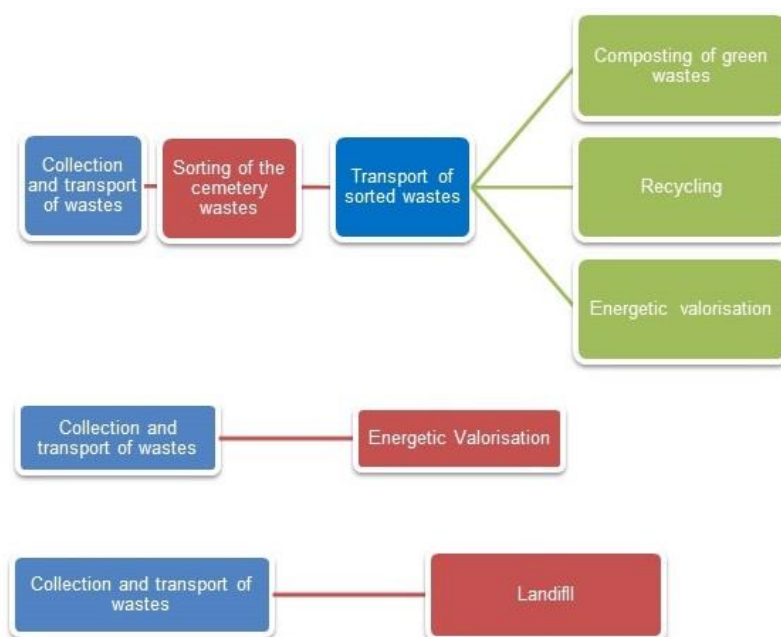 Composting of green
wastes
Collection
and transport
of wastes
Sorting of the
cemetery
wastes
Transport of
sorted wastes
Recycling
Energetic valorisation
Collection and
transport of wastes
Energetic Valorisation
Collection and transport of
wastes
Landifll